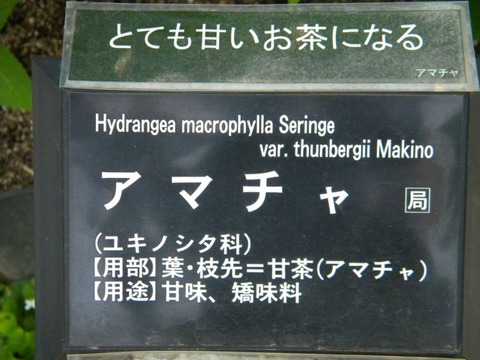 とても甘いお茶になる
アマチャ
Hydrangea macrophylla Seringe
var. thunbergii Makino
アマチャ 局
(ユキノシタ科)
【用部】葉・枝先=甘茶(アマチャ)
【用途】甘味、矯味料